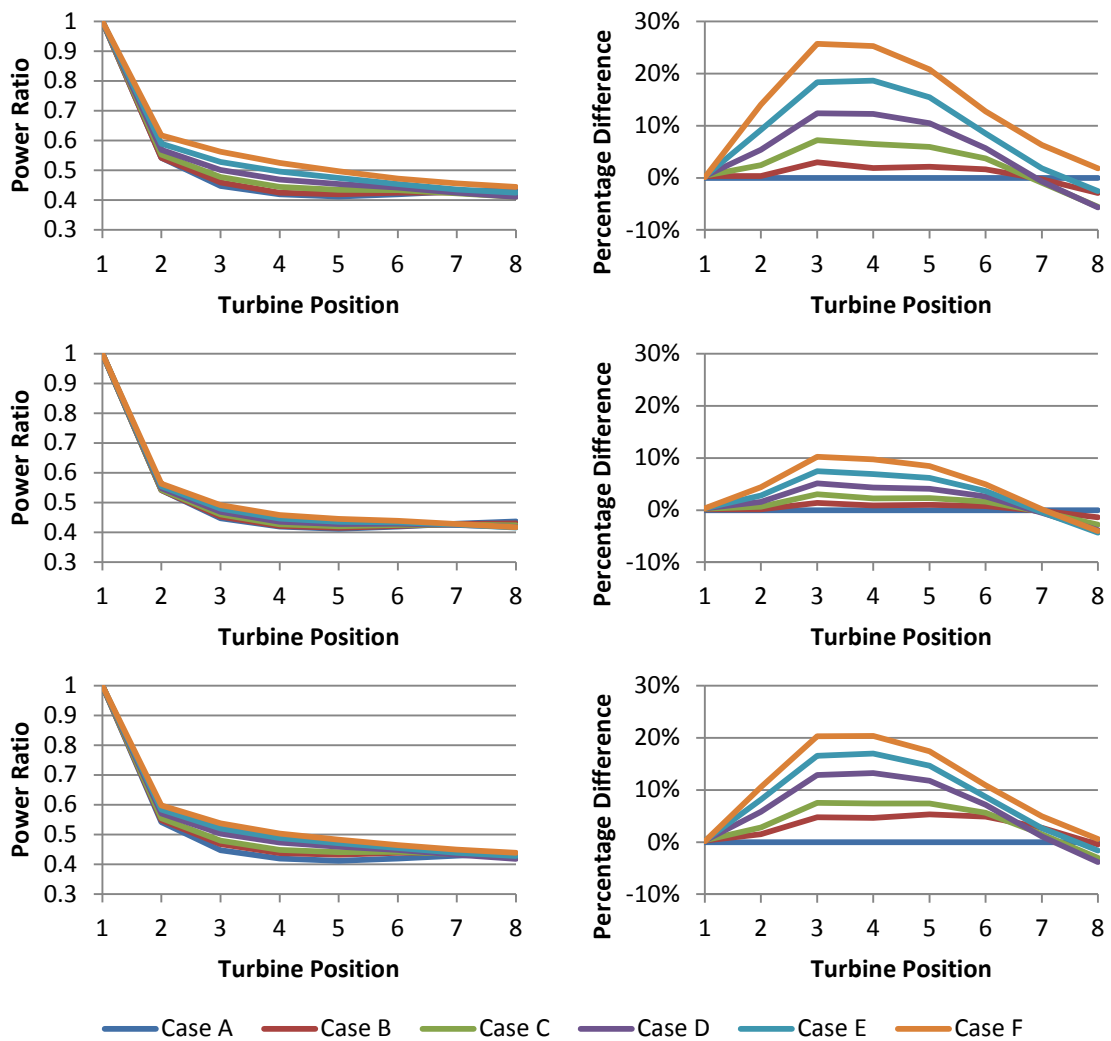 Power Ratio
1
0.9
0.8
0.7
0.6
0.5
0.4
0.3
1 2 3 4 5 6 7 8
Turbine Position
Percentage Difference
30%
20%
10%
0%
-10%
1 2 3 4 5 6 7 8
Turbine Position
Power Ratio
1
0.9
0.8
0.7
0.6
0.5
0.4
0.3
1 2 3 4 5 6 7 8
Turbine Position
Percentage Difference
30%
20%
10%
0%
-10%
1 2 3 4 5 6 7 8
Turbine Position
Power Ratio
1
0.9
0.8
0.7
0.6
0.5
0.4
0.3
1 2 3 4 5 6 7 8
Turbine Position
Percentage Difference
30%
20%
10%
0%
-10%
1 2 3 4 5 6 7 8
Turbine Position
Case A Case B Case C Case D Case E Case F